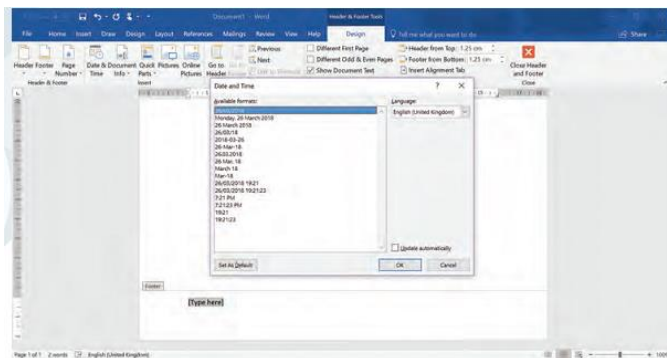 Document1 - Word
Header & Footer Tools
File Home Insert Draw Design Layout References Mailings Review View Help Design Tell me what you want to do Share
Header Footer Page Number Date & Time Document Info Quick Parts Pictures Online Pictures Go to Header
Previous
Next
Different First Page
Different Odd & Even Pages
Show Document Text
Header from Top: 1.25 cm
Footer from Bottom: 1.25 cm
Insert Alignment Tab
Close Header and Footer
Header & Footer Insert Close
Date and Time ? ×
Available formats:
Language:
English (United Kingdom)
Monday, 26 March 2018
26 March 2018
26/03/18
2018-03-26
26-Mar-18
26.03.2018
26 Mar. 18
March 18
Mar-18
26/03/2018 19:21
26/03/2018 19:21:23
7:21 PM
7:21:23 PM
19:21
19:21:23
Update automatically
Set As Default OK Cancel
Footer
[Type here]
Page 1 of 1 2 words English (United Kingdom) 100%